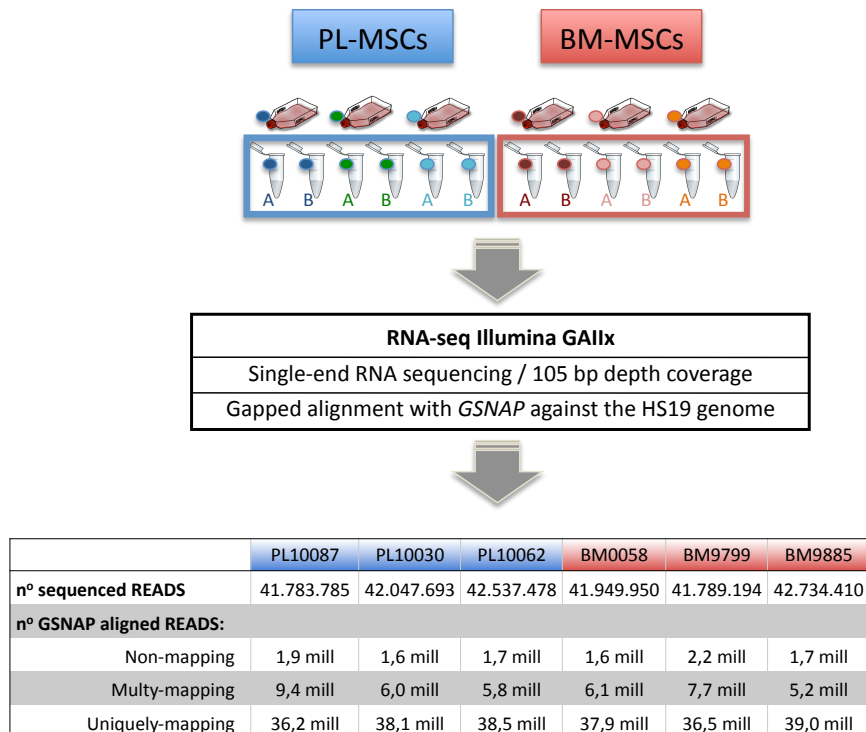 PL-MSCs BM-MSCs
A B A B A B A B A B A B
RNA-seq Illumina GAIIx
Single-end RNA sequencing / 105 bp depth coverage
Gapped alignment with GSNAP against the HS19 genome
PL10087 PL10030 PL10062 BM0058 BM9799 BM9885
nº sequenced READS 41.783.785 42.047.693 42.537.478 41.949.950 41.789.194 42.734.410
nº GSNAP aligned READS:
Non-mapping 1,9 mill 1,6 mill 1,7 mill 1,6 mill 2,2 mill 1,7 mill
Multy-mapping 9,4 mill 6,0 mill 5,8 mill 6,1 mill 7,7 mill 5,2 mill
Uniquely-mapping 36,2 mill 38,1 mill 38,5 mill 37,9 mill 36,5 mill 39,0 mill